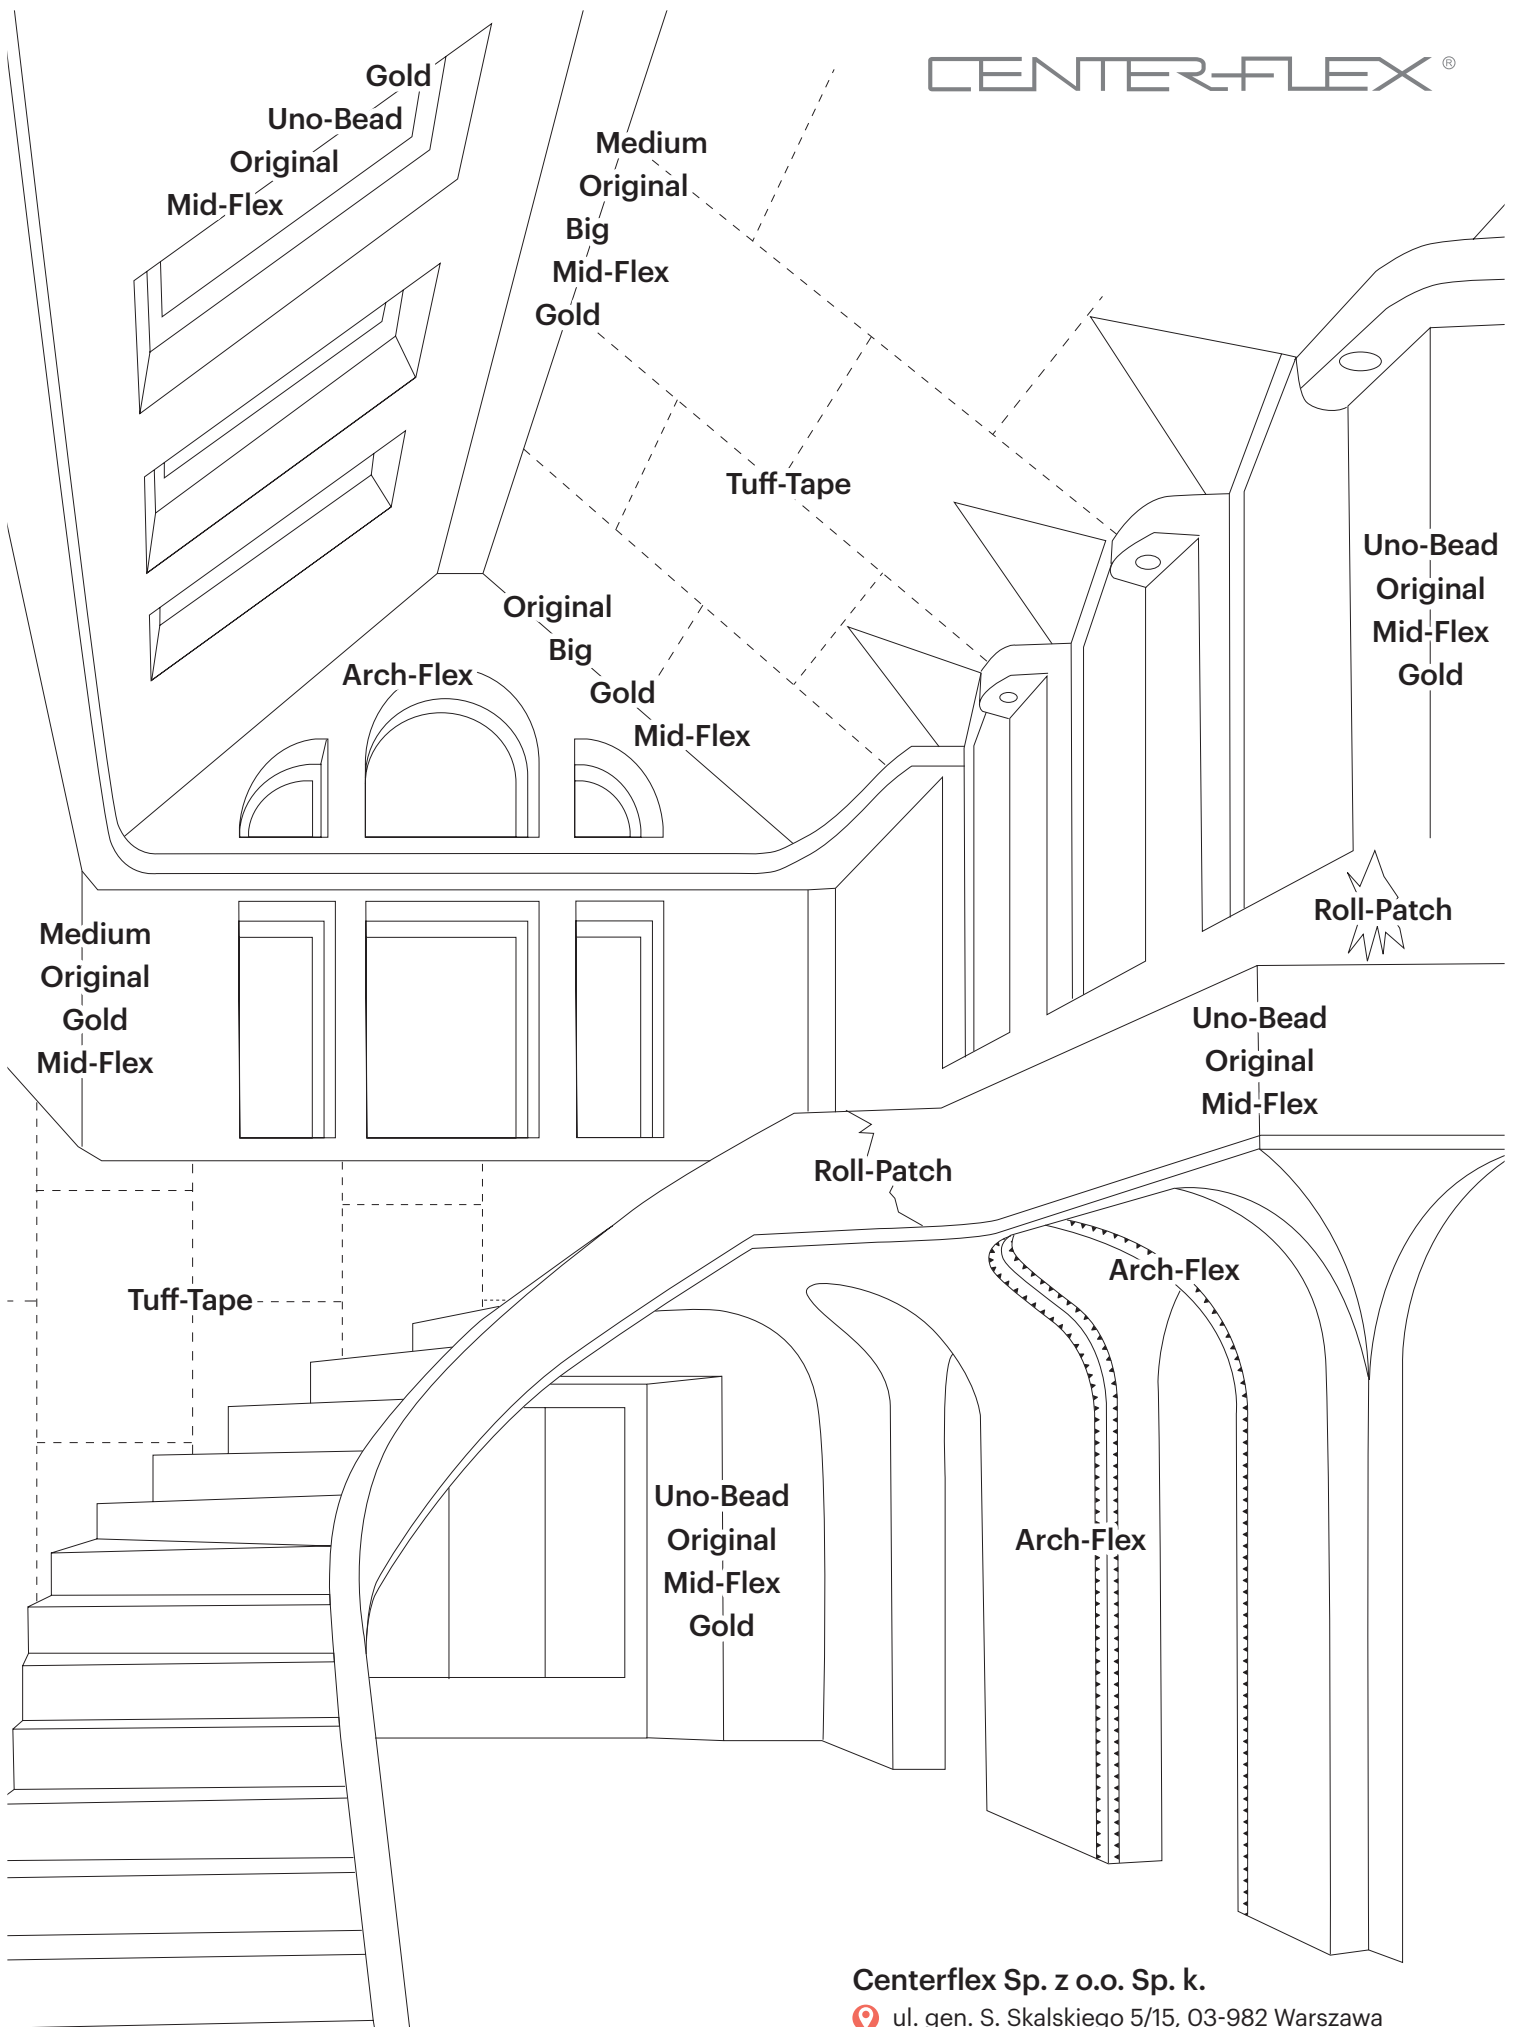 CENTER-FLEX®
Gold
Uno-Bead
Original
Mid-Flex
Medium
Original
Big
Mid-Flex
Gold
Tuff-Tape
Uno-Bead
Original
Mid-Flex
Gold
Original
Big
Gold
Mid-Flex
Arch-Flex
Roll-Patch
Medium
Original
Gold
Mid-Flex
Uno-Bead
Original
Mid-Flex
Roll-Patch
Arch-Flex
Tuff-Tape
Uno-Bead
Original
Mid-Flex
Gold
Arch-Flex
Centerflex Sp. z o.o. Sp. k.
ul. gen. S. Skalskiego 5/15, 03-982 Warszawa